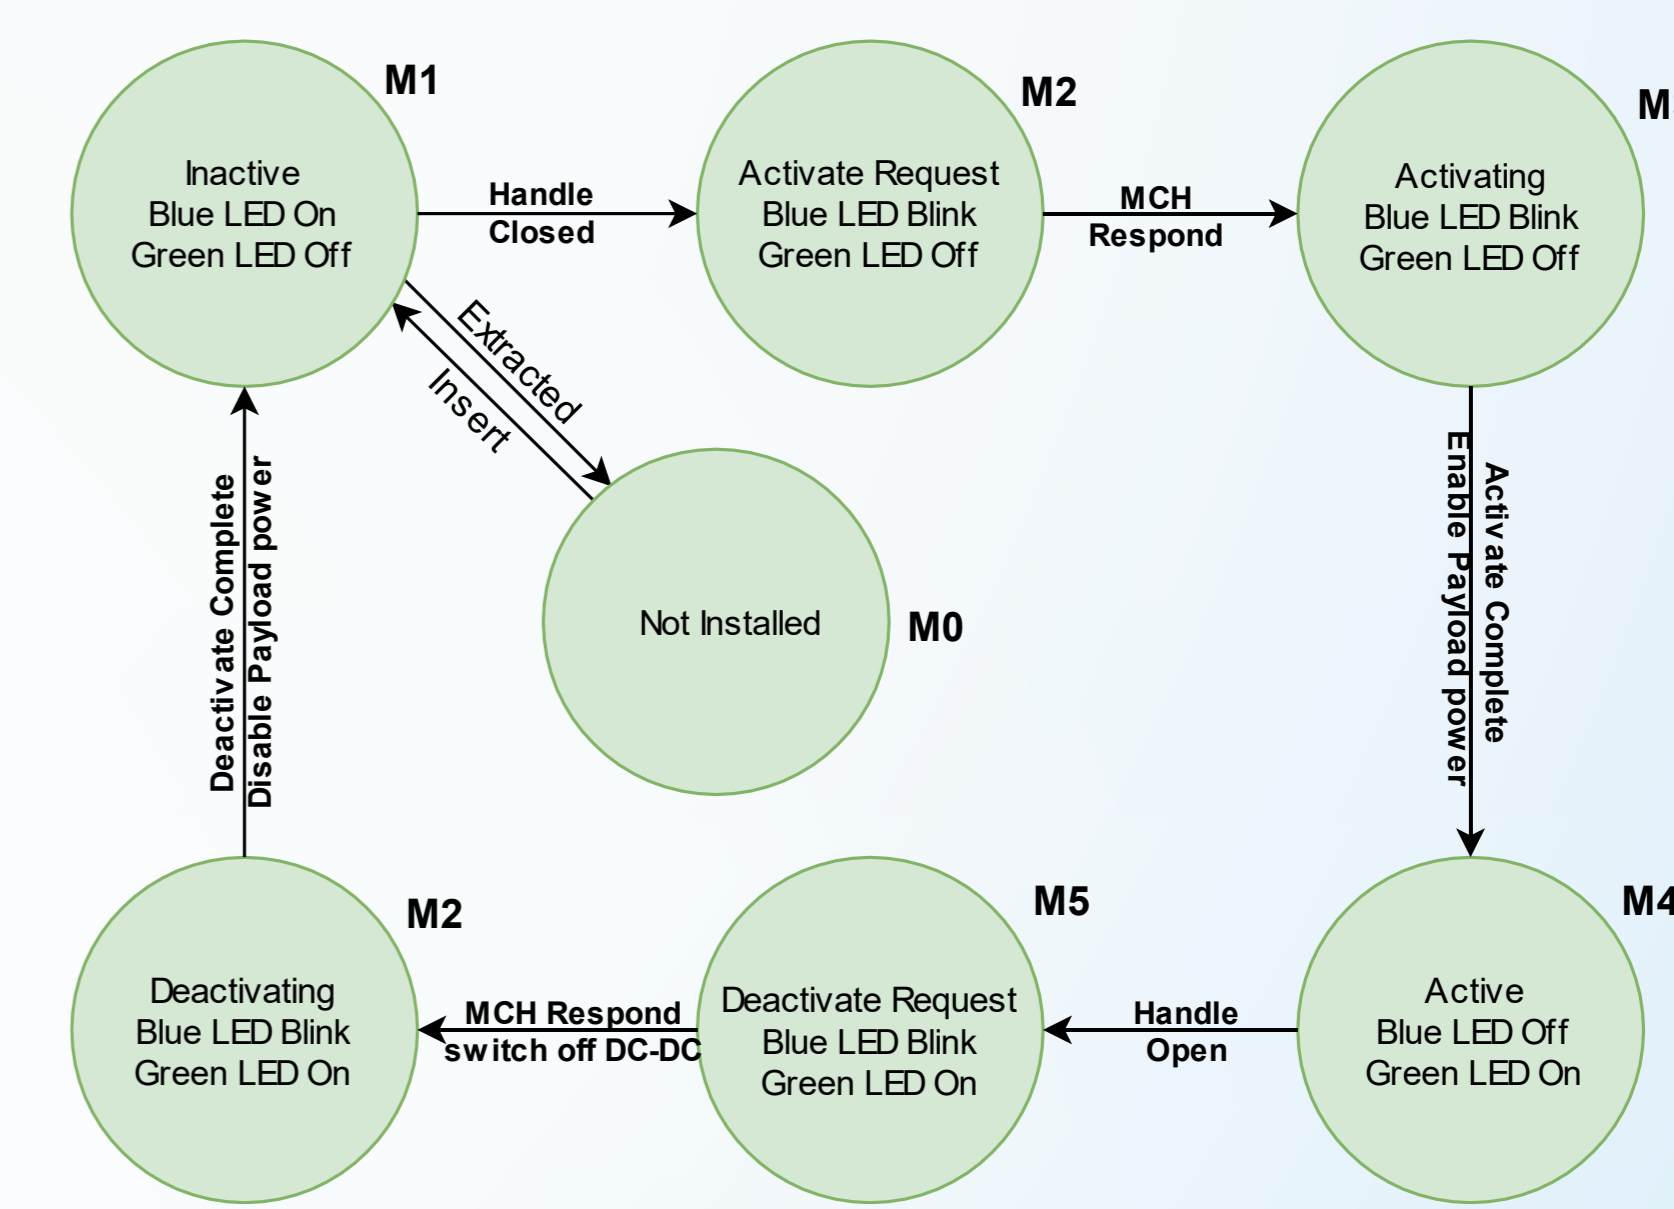 M1
Inactive
Blue LED On
Green LED Off
Handle
Closed
M2
Activate Request
Blue LED Blink
Green LED Off
MCH
Respond
Activating
Blue LED Blink
Green LED Off
Extracted
Insert
Not Installed
M0
Activate Complete
Enable Payload power
Deactivate Complete
Disable Payload power
M2
Deactivating
Blue LED Blink
Green LED On
MCH Respond
switch off DC-DC
M5
Deactivate Request
Blue LED Blink
Green LED On
Handle
Open
M4
Active
Blue LED Off
Green LED On